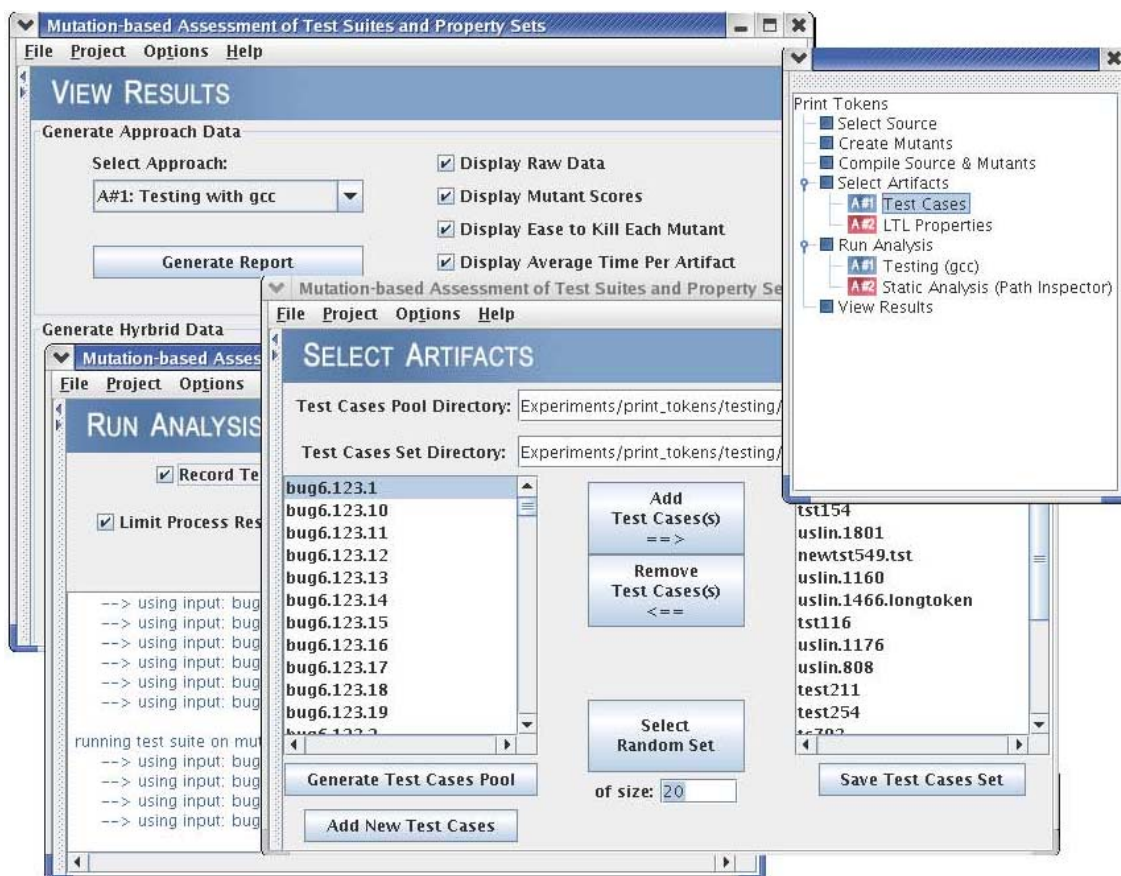 Mutation-based Assessment of Test Suites and Property Sets
File Project Options Help
VIEW RESULTS
Generate Approach Data
Select Approach:
A#1: Testing with gcc
Generate Report
Display Raw Data
Display Mutant Scores
Display Ease to Kill Each Mutant
Display Average Time Per Artifact
Generate Hyrbrid Data
Print Tokens
Select Source
Create Mutants
Compile Source & Mutants
Select Artifacts
A#1 Test Cases
A#2 LTL Properties
Run Analysis
A#1 Testing (gcc)
A#2 Static Analysis (Path Inspector)
View Results
Mutation-based Asses
File Project Options
RUN ANALYSIS
Record Te
Limit Process Res
--> using input: bug
--> using input: bug
--> using input: bug
--> using input: bug
--> using input: bug
--> using input: bug
running test suite on mut
--> using input: bug
--> using input: bug
--> using input: bug
--> using input: bug
Mutation-based Assessment of Test Suites and Property Se
File Project Options Help
SELECT ARTIFACTS
Test Cases Pool Directory: Experiments/print_tokens/testing/
Test Cases Set Directory: Experiments/print_tokens/testing/
bug6.123.1
bug6.123.10
bug6.123.11
bug6.123.12
bug6.123.13
bug6.123.14
bug6.123.15
bug6.123.16
bug6.123.17
bug6.123.18
bug6.123.19
bug6.123.2
Generate Test Cases Pool
Add New Test Cases
Add
Test Cases(s)
==>
Remove
Test Cases(s)
<==
Select
Random Set
of size: 20
tst154
uslin.1801
newtst549.tst
uslin.1160
uslin.1466.longtoken
tst116
uslin.1176
uslin.808
test211
test254
Save Test Cases Set